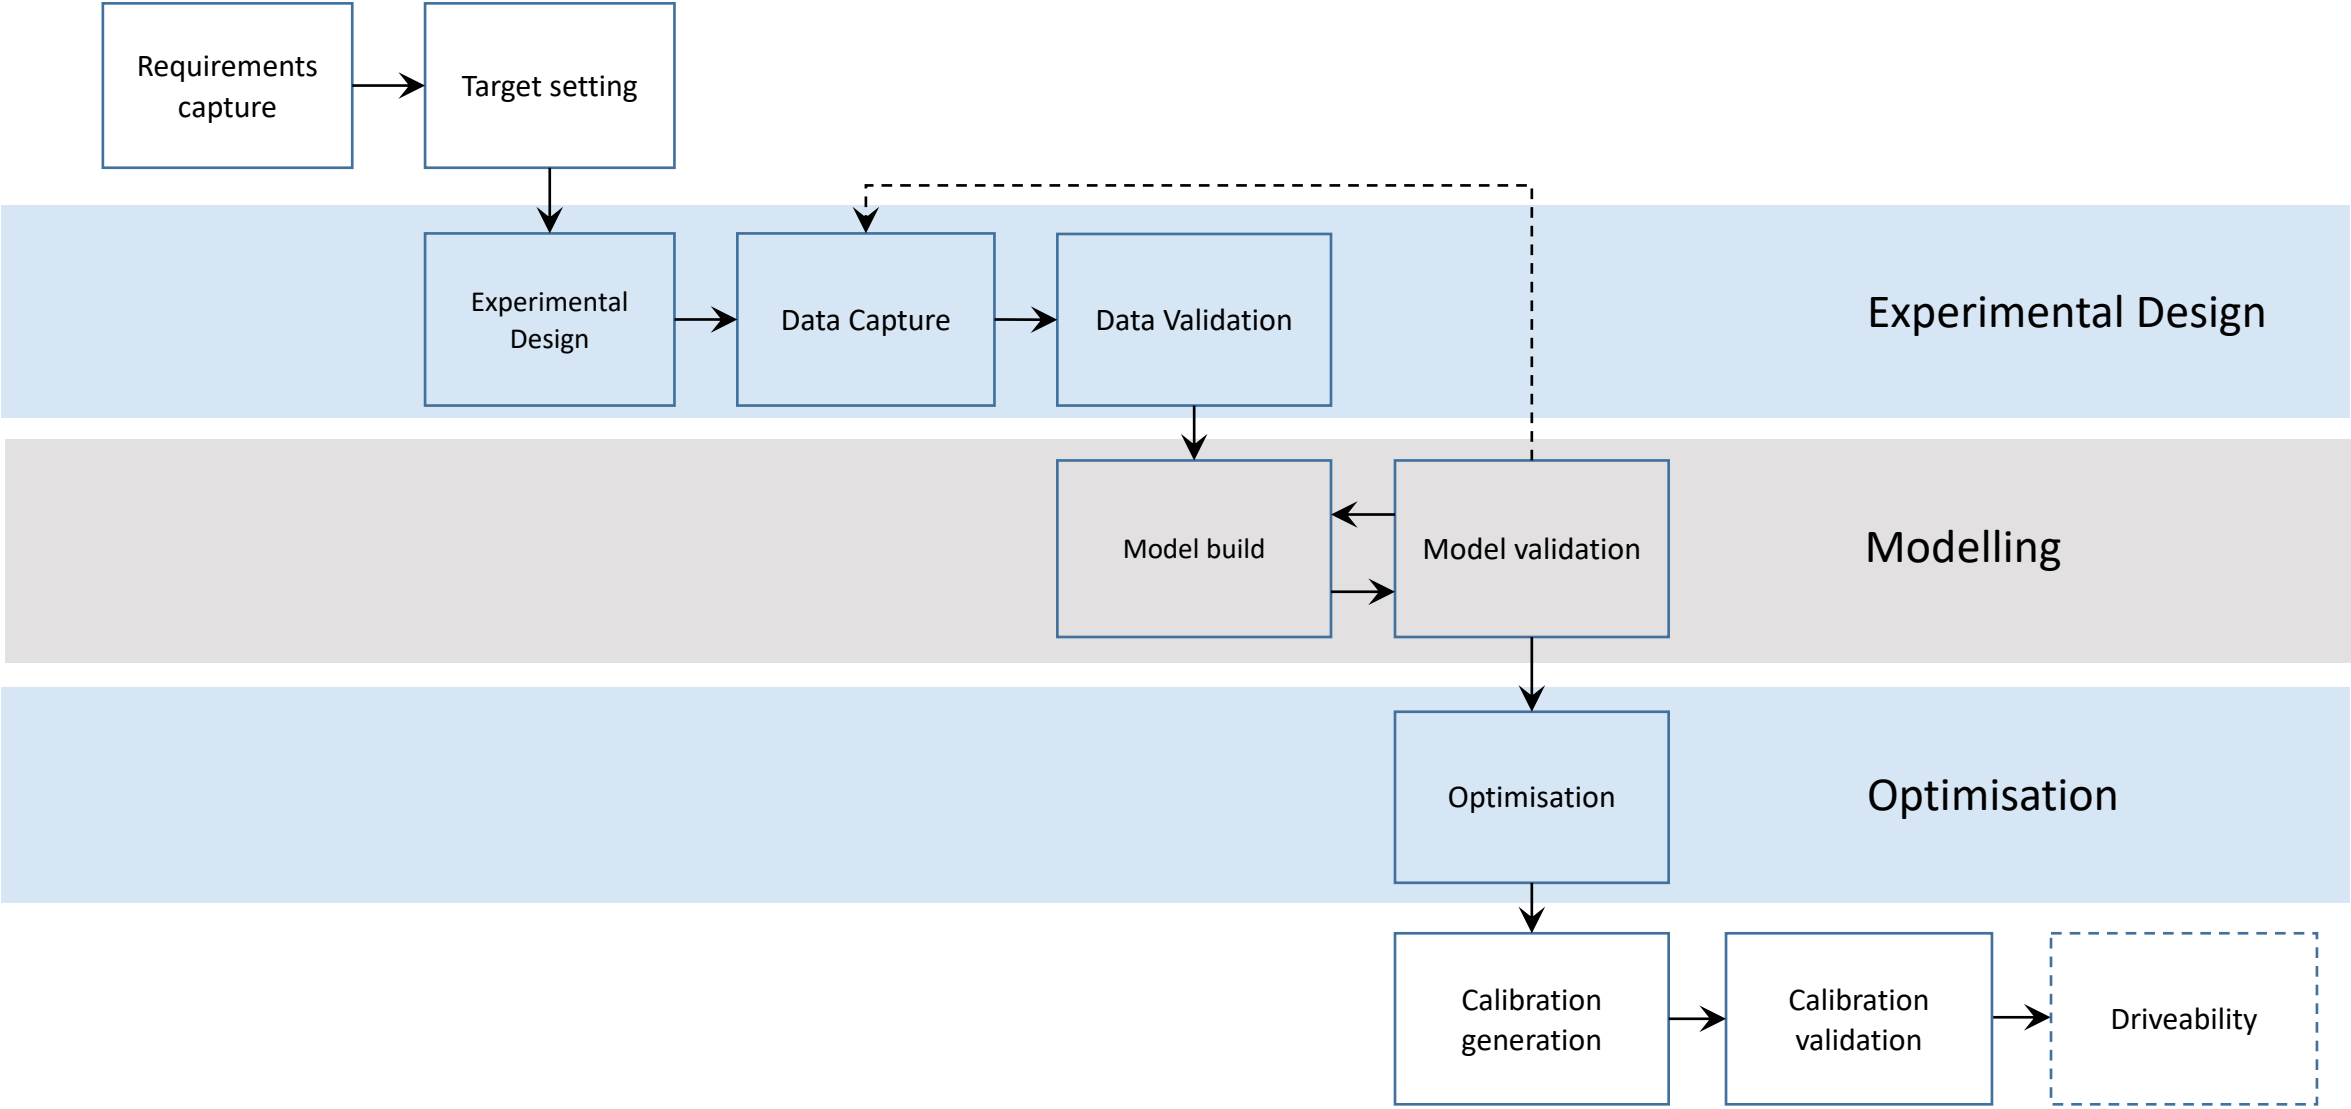 Requirements
capture
Target setting
Experimental
Design
Data Capture
Data Validation
Experimental Design
Model build
Model validation
Modelling
Optimisation
Optimisation
Calibration
generation
Calibration
validation
Driveability